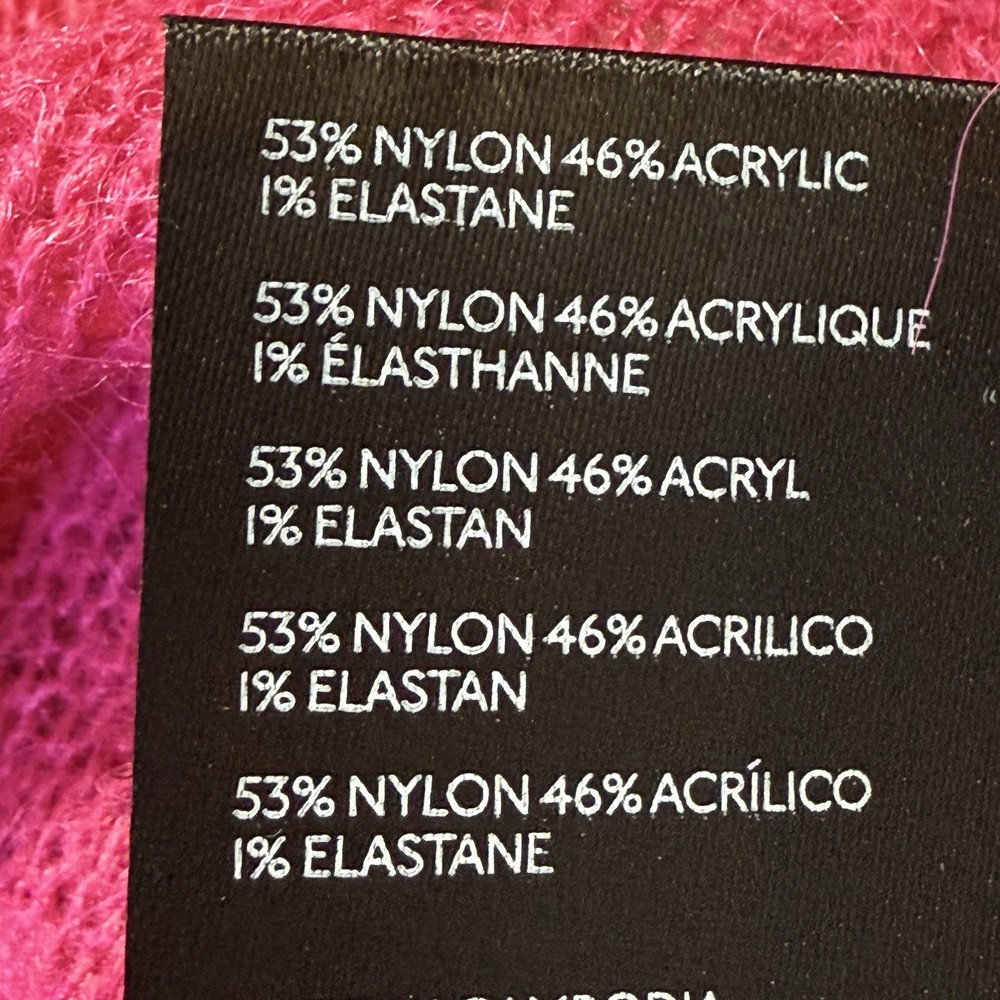 53% NYLON 46% ACRYLIC
1% ELASTANE
53% NYLON 46% ACRYLIQUE
1% ÉLASTHANNE
53% NYLON 46% ACRYL
1% ELASTAN
53% NYLON 46% ACRILICO
1% ELASTAN
53% NYLON 46% ACRÍLICO
1% ELASTANE